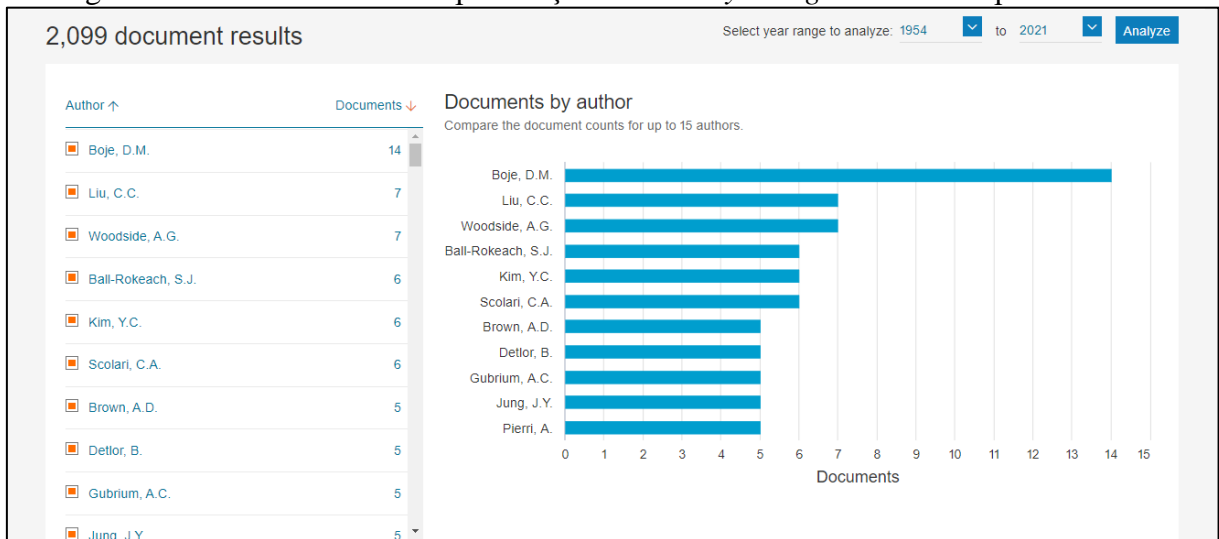 2,099 document results
Select year range to analyze: 1954 to 2021 Analyze
Author Documents
Boje, D.M. 14
Liu, C.C. 7
Woodside, A.G. 7
Ball-Rokeach, S.J. 6
Kim, Y.C. 6
Scolari, C.A. 6
Brown, A.D. 5
Detlor, B. 5
Gubrium, A.C. 5
Jung, J.Y. 5
Documents by author
Compare the document counts for up to 15 authors.
Boje, D.M.
Liu, C.C.
Woodside, A.G.
Ball-Rokeach, S.J.
Kim, Y.C.
Scolari, C.A.
Brown, A.D.
Detlor, B.
Gubrium, A.C.
Jung, J.Y.
Pierri, A.
0 1 2 3 4 5 6 7 8 9 10 11 12 13 14 15
Documents